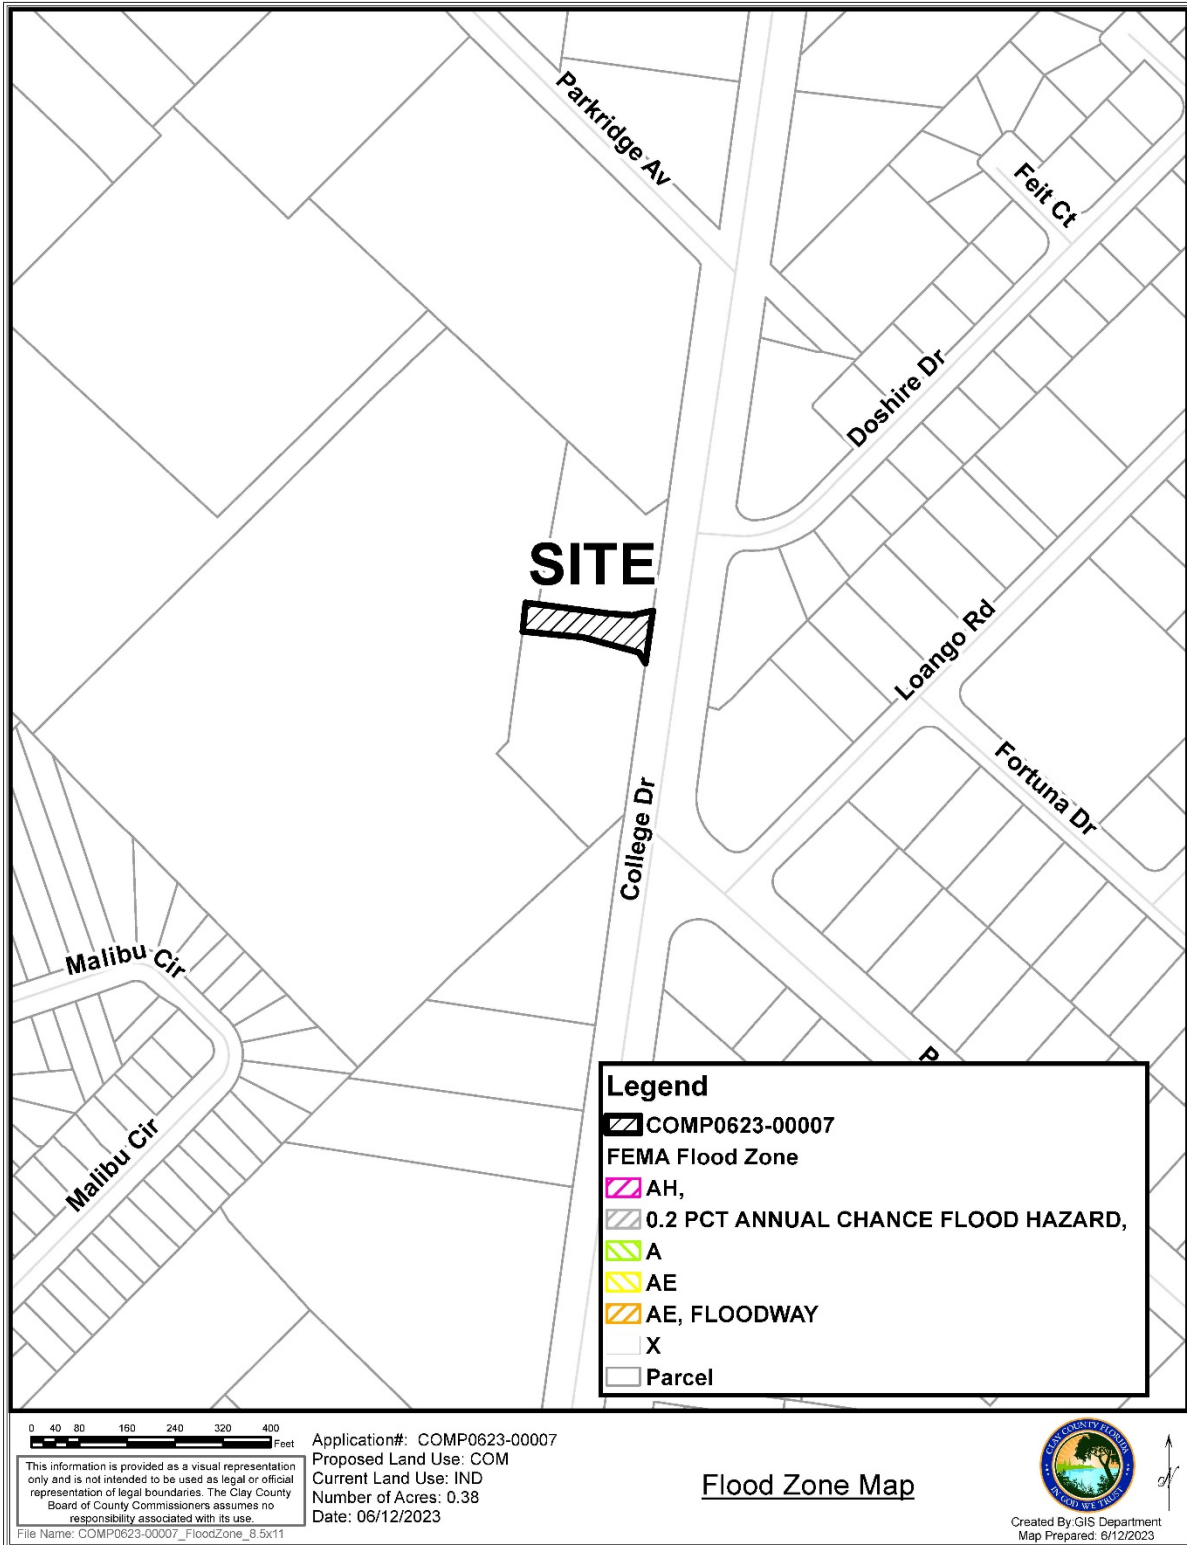 Parkridge Av
Feit Ct
Doshire Dr
SITE
Loango Rd
Fortuna Dr
College Dr
Malibu Cir
Malibu Cir
P
Legend
COMP0623-00007
FEMA Flood Zone
AH,
0.2 PCT ANNUAL CHANCE FLOOD HAZARD,
A
AE
AE, FLOODWAY
X
Parcel
0 40 80 160 240 320 400
Feet
This information is provided as a visual representation
only and is not intended to be used as legal or official
representation of legal boundaries. The Clay County
Board of County Commissioners assumes no
responsibility associated with its use.
File Name: COMP0623-00007_FloodZone_8.5x11
Application#: COMP0623-00007
Proposed Land Use: COM
Current Land Use: IND
Number of Acres: 0.38
Date: 06/12/2023
Flood Zone Map
CLAY COUNTY FLORIDA
IN GOD WE TRUST
N
Created By:GIS Department
Map Prepared: 6/12/2023